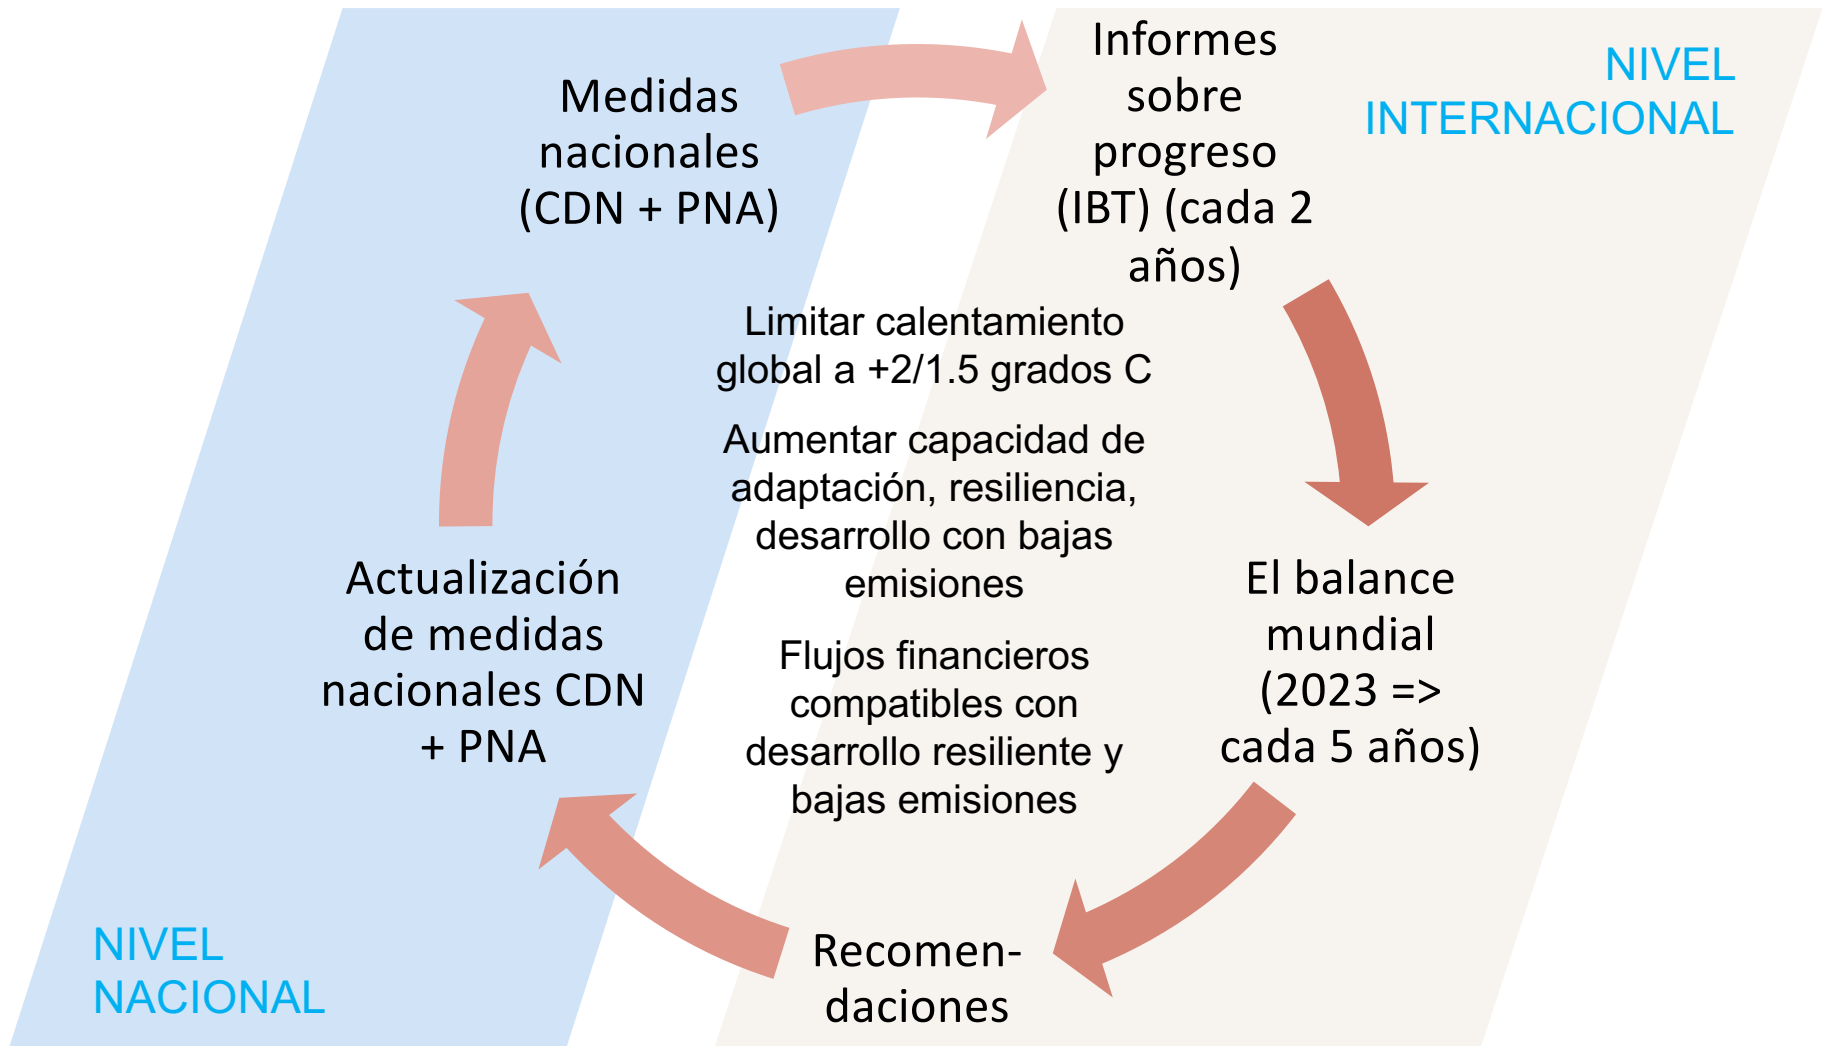 Medidas
nacionales
(CDN + PNA)
Informes
sobre
progreso
(IBT) (cada 2
años)
NIVEL
INTERNACIONAL
Limitar calentamiento
global a +2/1.5 grados C
Aumentar capacidad de
adaptación, resiliencia,
desarrollo con bajas
emisiones
Flujos financieros
compatibles con
desarrollo resiliente y
bajas emisiones
El balance
mundial
(2023 =>
cada 5 años)
Recomen-
daciones
Actualización
de medidas
nacionales CDN
+ PNA
NIVEL
NACIONAL